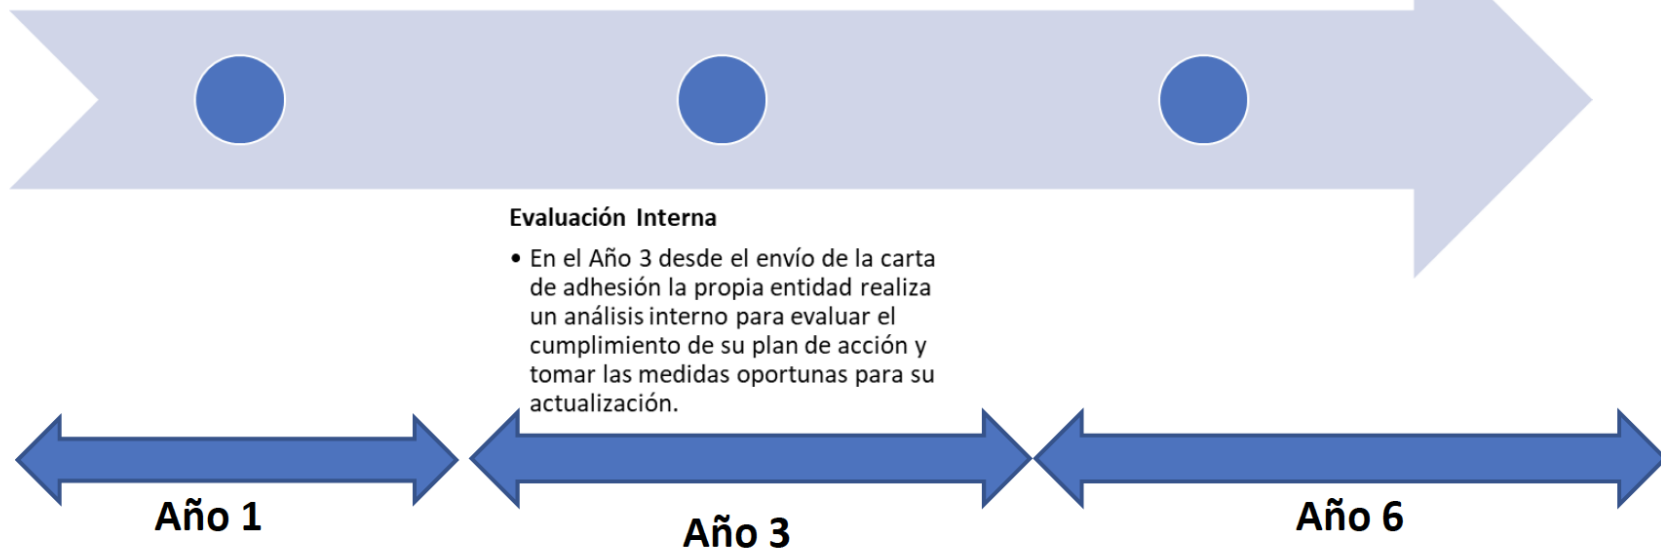 Evaluación Interna
• En el Año 3 desde el envío de la carta
de adhesión la propia entidad realiza
un análisis interno para evaluar el
cumplimiento de su plan de acción y
tomar las medidas oportunas para su
actualización.
Año 1
Año 3
Año 6